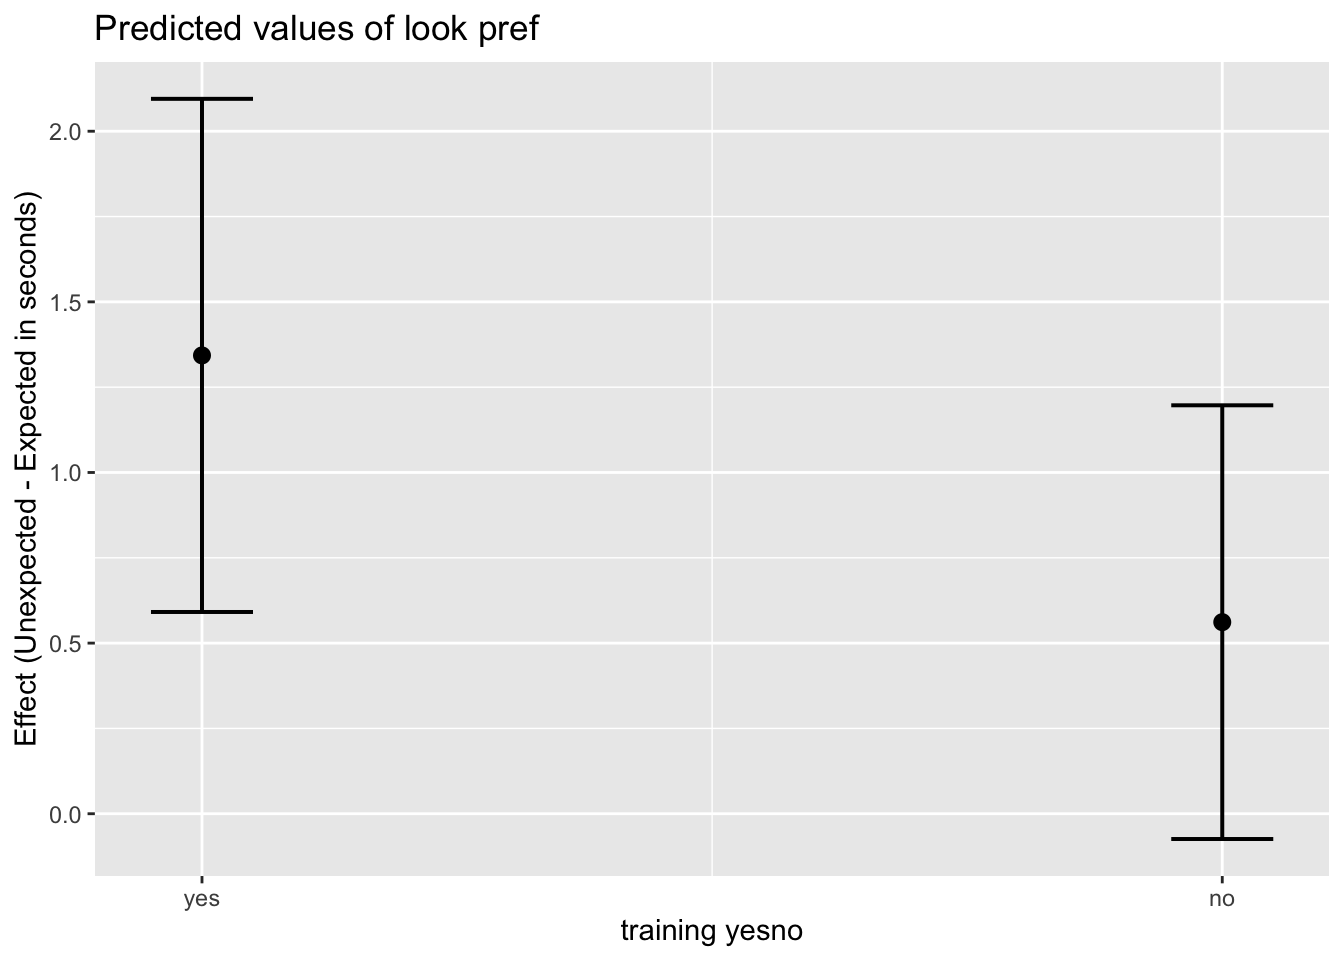 Predicted values of look pref
Effect (Unexpected - Expected in seconds)
2.0
1.5
1.0
0.5
0.0
yes
no
training yesno